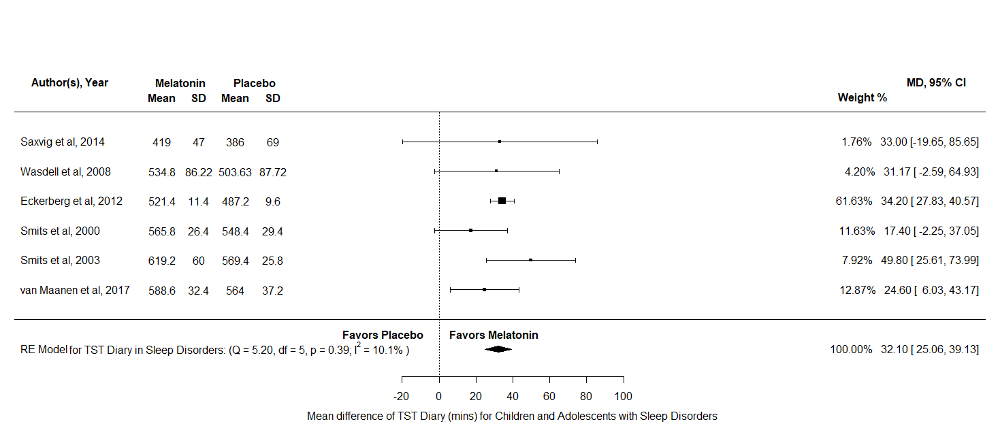 Author(s), Year Melatonin Placebo MD, 95% CI
Mean SD Mean SD Weight %
Saxvig et al, 2014 419 47 386 69 1.76% 33.00 [-19.65, 85.65]
Wasdell et al, 2008 534.8 86.22 503.63 87.72 4.20% 31.17 [ -2.59, 64.93]
Eckerberg et al, 2012 521.4 11.4 487.2 9.6 61.63% 34.20 [ 27.83, 40.57]
Smits et al, 2000 565.8 26.4 548.4 29.4 11.63% 17.40 [ -2.25, 37.05]
Smits et al, 2003 619.2 60 569.4 25.8 7.92% 49.80 [ 25.61, 73.99]
van Maanen et al, 2017 588.6 32.4 564 37.2 12.87% 24.60 [ 6.03, 43.17]
Favors Placebo Favors Melatonin
RE Model for TST Diary in Sleep Disorders: (Q = 5.20, df = 5, p = 0.39; I² = 10.1% ) 100.00% 32.10 [ 25.06, 39.13]
-20 0 20 40 60 80 100
Mean difference of TST Diary (mins) for Children and Adolescents with Sleep Disorders